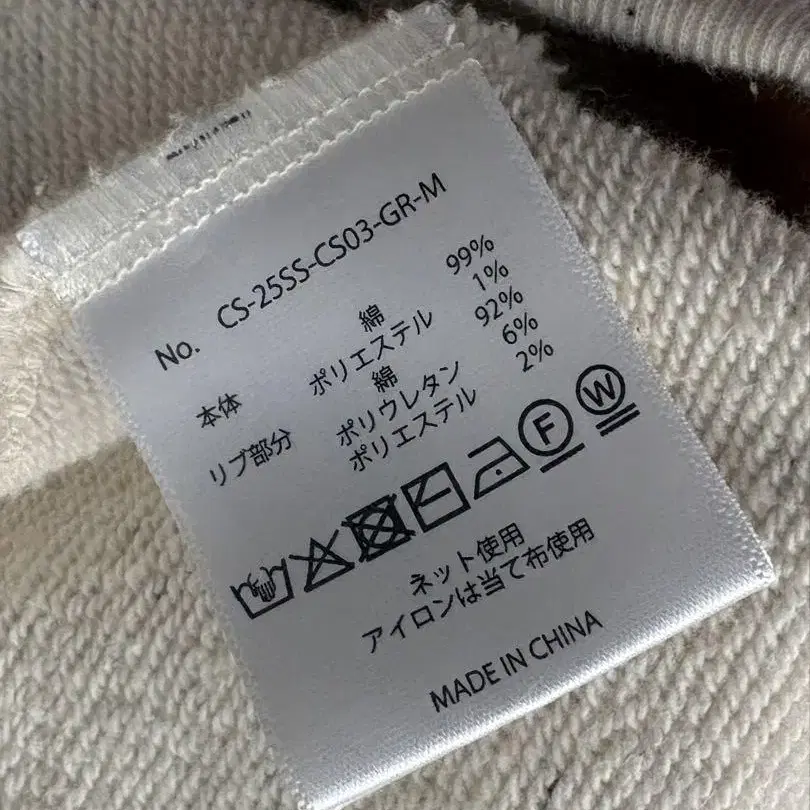 No. CS-25SS-CS03-GR-M
本体 綿 99%
ポリエステル 1%
リブ部分 綿 92%
ポリウレタン 6%
ポリエステル 2%
F W
ネット使用
アイロンは当て布使用
MADE IN CHINA